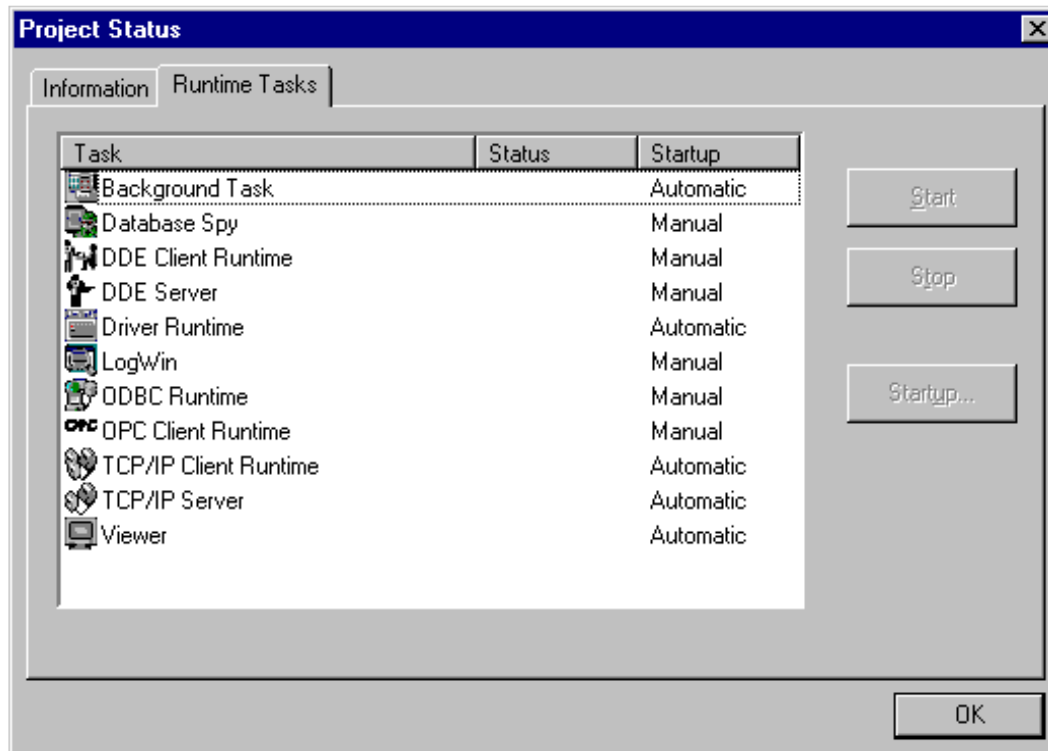 Project Status
Information Runtime Tasks
Task Status Startup
Background Task Automatic
Start
Database Spy Manual
DDE Client Runtime Manual
Stop
DDE Server Manual
Driver Runtime Automatic
LogWin Manual
ODBC Runtime Manual
Startup...
OPC Client Runtime Manual
TCP/IP Client Runtime Automatic
TCP/IP Server Automatic
Viewer Automatic
OK